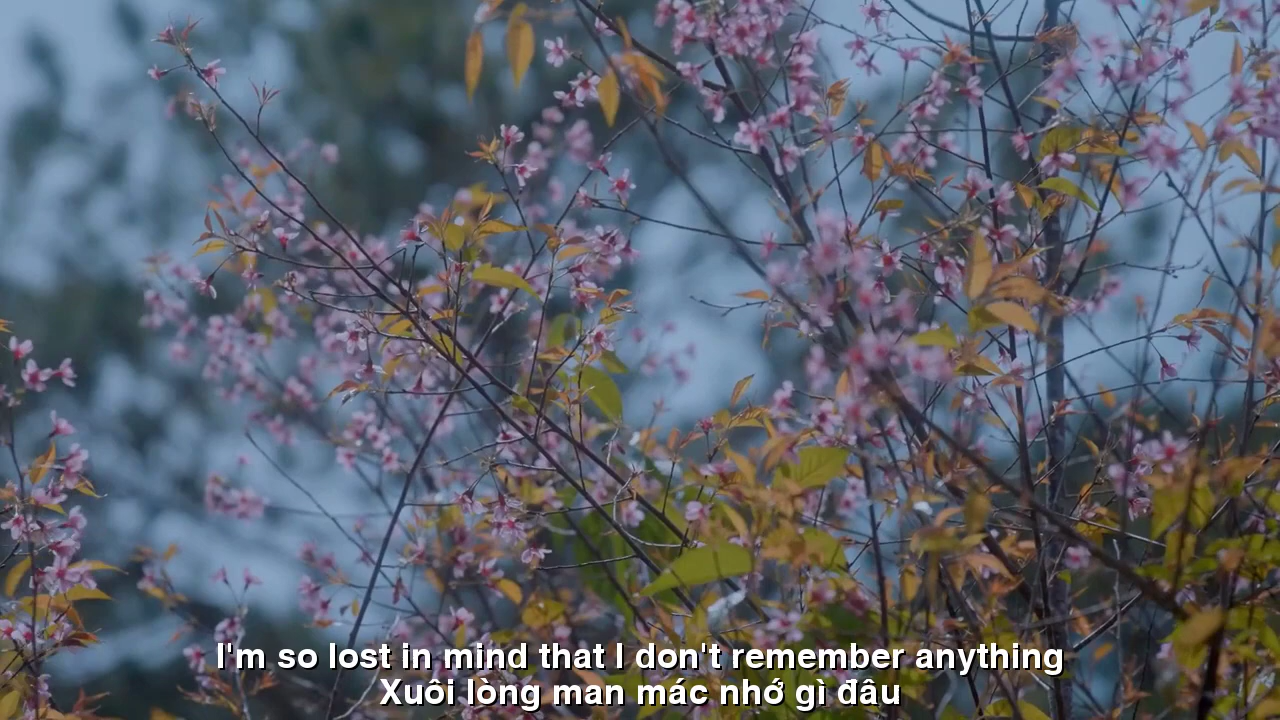 I'm so lost in mind that I don't remember anything
Xuôi lòng man mác nhớ gì đâu